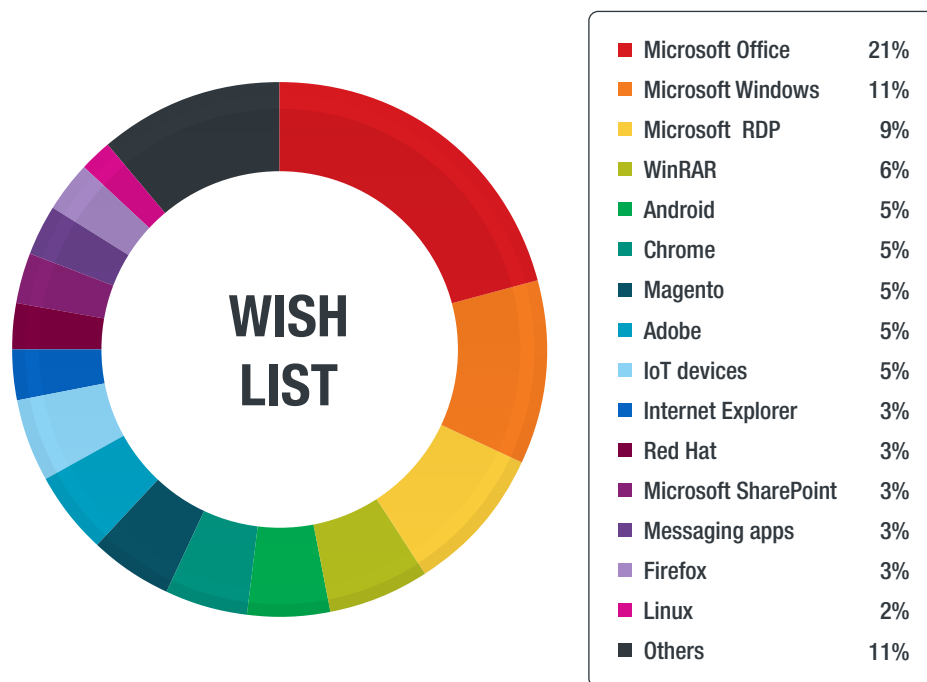 WISH
LIST
Microsoft Office 21%
Microsoft Windows 11%
Microsoft RDP 9%
WinRAR 6%
Android 5%
Chrome 5%
Magento 5%
Adobe 5%
IoT devices 5%
Internet Explorer 3%
Red Hat 3%
Microsoft SharePoint 3%
Messaging apps 3%
Firefox 3%
Linux 2%
Others 11%